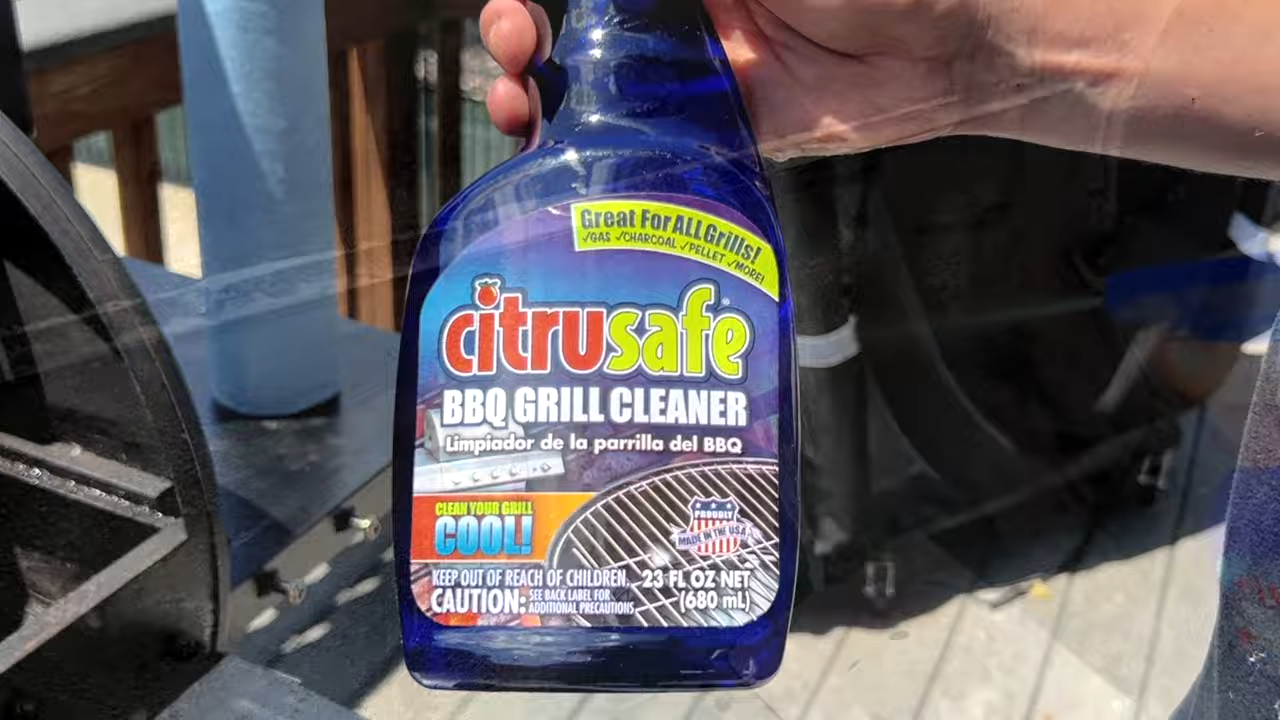 Great For ALL Grills!
✓GAS ✓CHARCOAL ✓PELLET ✓MORE!
citrusafe®
BBQ GRILL CLEANER
Limpiador de la parrilla del BBQ
CLEAN YOUR GRILL
COOL!
PROUDLY
MADE IN THE USA
KEEP OUT OF REACH OF CHILDREN.
CAUTION: SEE BACK LABEL FOR
ADDITIONAL PRECAUTIONS
23 FL OZ NET
(680 mL)